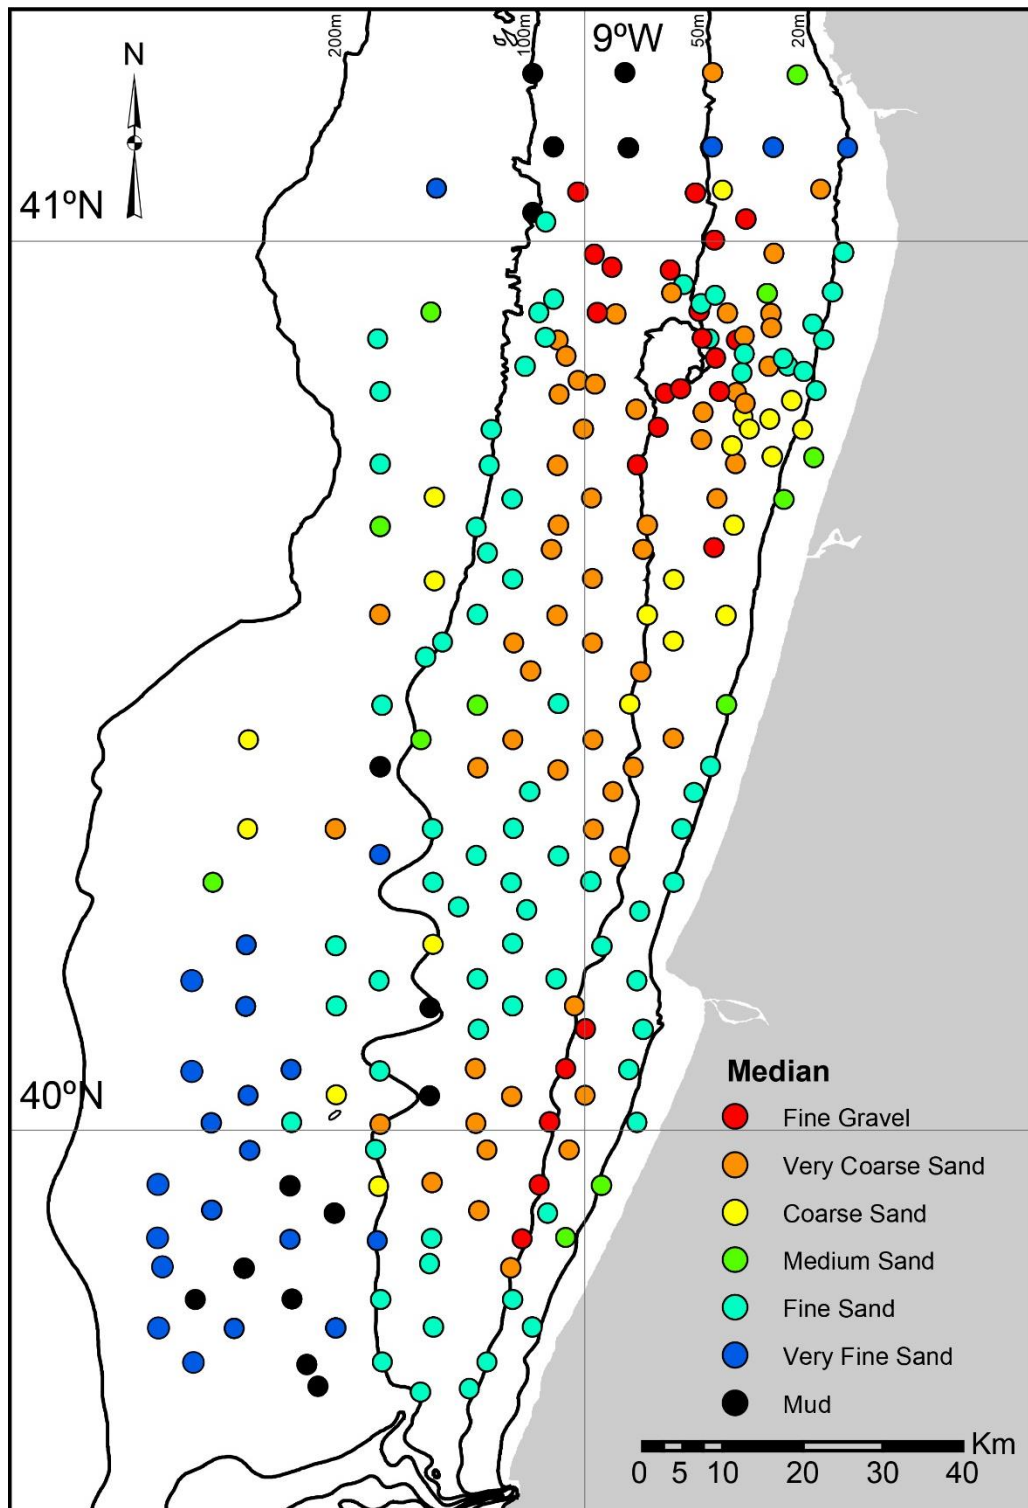 200m
100m
9ºW
50m
20m
N
41ºN
40ºN
Median
Fine Gravel
Very Coarse Sand
Coarse Sand
Medium Sand
Fine Sand
Very Fine Sand
Mud
Km
0 5 10 20 30 40